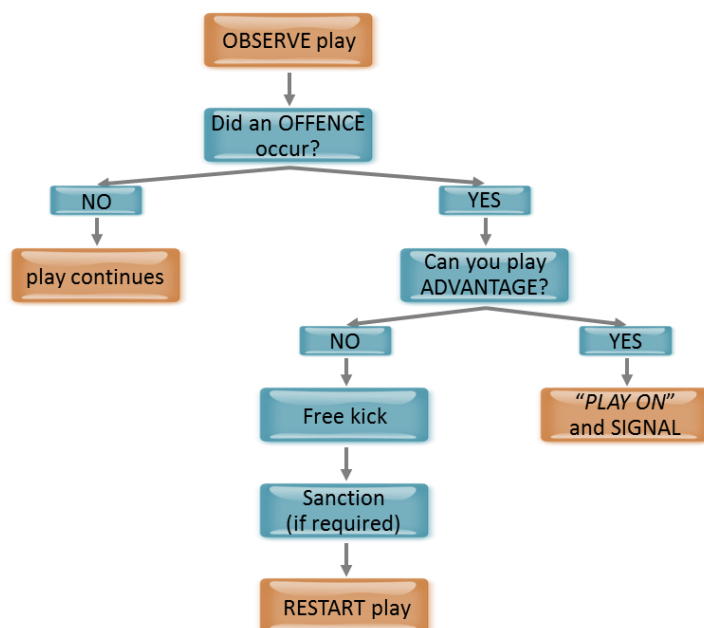 OBSERVE play
Did an OFFENCE
occur?
NO
YES
play continues
Can you play
ADVANTAGE?
NO
YES
Free kick
“PLAY ON”
and SIGNAL
Sanction
(if required)
RESTART play